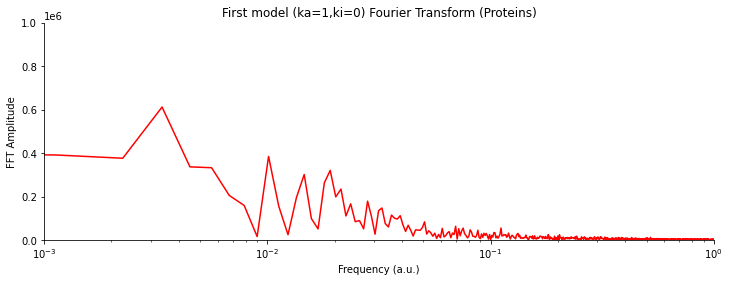 First model (ka=1,ki=0) Fourier Transform (Proteins)
1e6
1.0
0.8
0.6
0.4
0.2
0.0
FFT Amplitude
10⁻³ 10⁻² 10⁻¹ 10⁰
Frequency (a.u.)